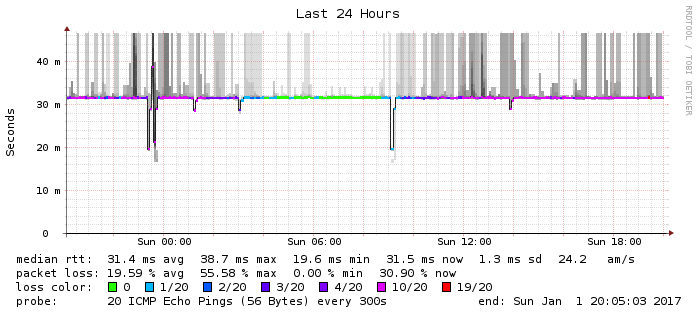 Last 24 Hours
RRDTOOL / TOBI OETIKER
Seconds
40 m
30 m
20 m
10 m
0
Sun 00:00 Sun 06:00 Sun 12:00 Sun 18:00
median rtt: 31.4 ms avg 38.7 ms max 19.6 ms min 31.5 ms now 1.3 ms sd 24.2 am/s
packet loss: 19.59 % avg 55.58 % max 0.00 % min 30.90 % now
loss color: 0 1/20 2/20 3/20 4/20 10/20 19/20
probe: 20 ICMP Echo Pings (56 Bytes) every 300s end: Sun Jan 1 20:05:03 2017